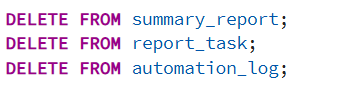 DELETE FROM summary_report;
DELETE FROM report_task;
DELETE FROM automation_log;